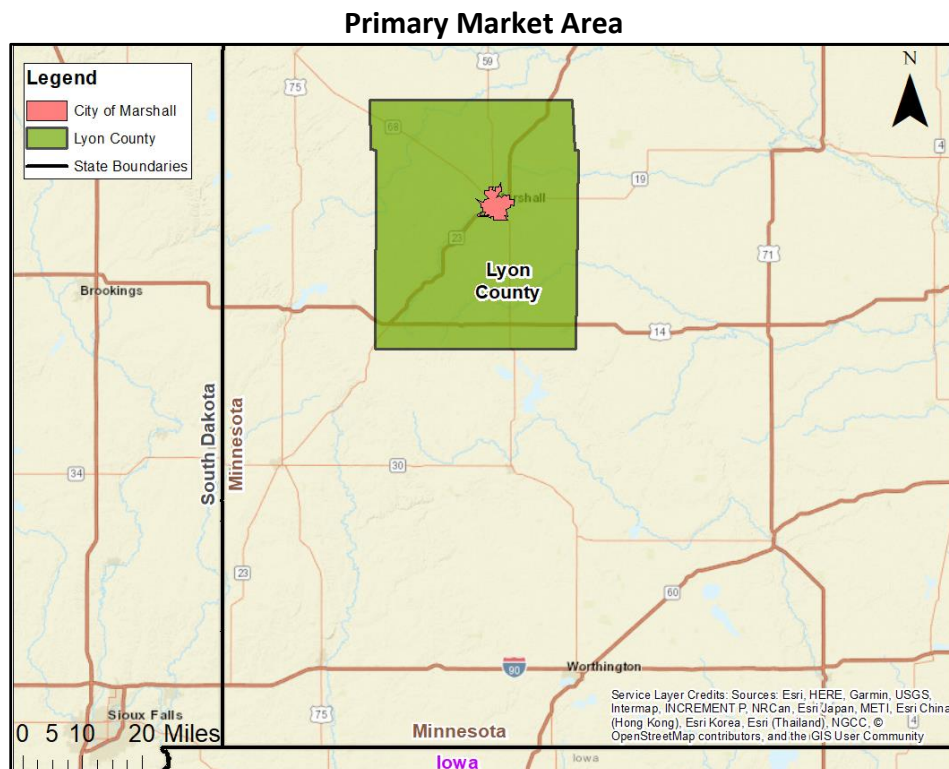 Primary Market Area
Legend
City of Marshall
Lyon County
State Boundaries
N
59
75
68
4
19
rshall
23
71
Lyon
County
Brookings
14
South Dakota
Minnesota
34
30
23
60
90
Worthington
75
Sioux Falls
0 5 10 20 Miles
Minnesota
Iowa
Iowa
4
Service Layer Credits: Sources: Esri, HERE, Garmin, USGS,
Intermap, INCREMENT P, NRCan, Esri Japan, METI, Esri China
(Hong Kong), Esri Korea, Esri (Thailand), NGCC, ©
OpenStreetMap contributors, and the GIS User Community